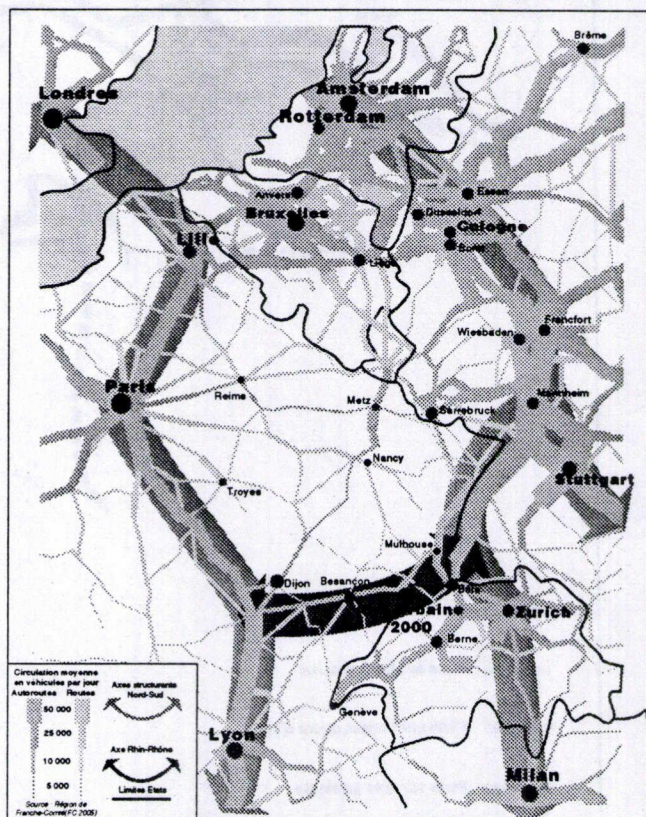 Brême
Londres
Amsterdam
Rotterdam
Anvers
Essen
Bruxelles
Düsseldorf
Cologne
Bonn
Lille
Liège
Wiesbaden
Francfort
Paris
Reims
Metz
Sarrebruck
Mannheim
Nancy
Stuttgart
Troyes
Mulhouse
Dijon
Besançon
Bâle
Zurich
2000
Berne
Genève
Lyon
Milan
Circulation moyenne
en véhicules par jour
Autoroutes Routes
50 000
25 000
10 000
5 000
Axes structurants
Nord-Sud
Axe Rhin-Rhône
Limites Etats
Source : Région de
Franche-Comté (FC 2005)